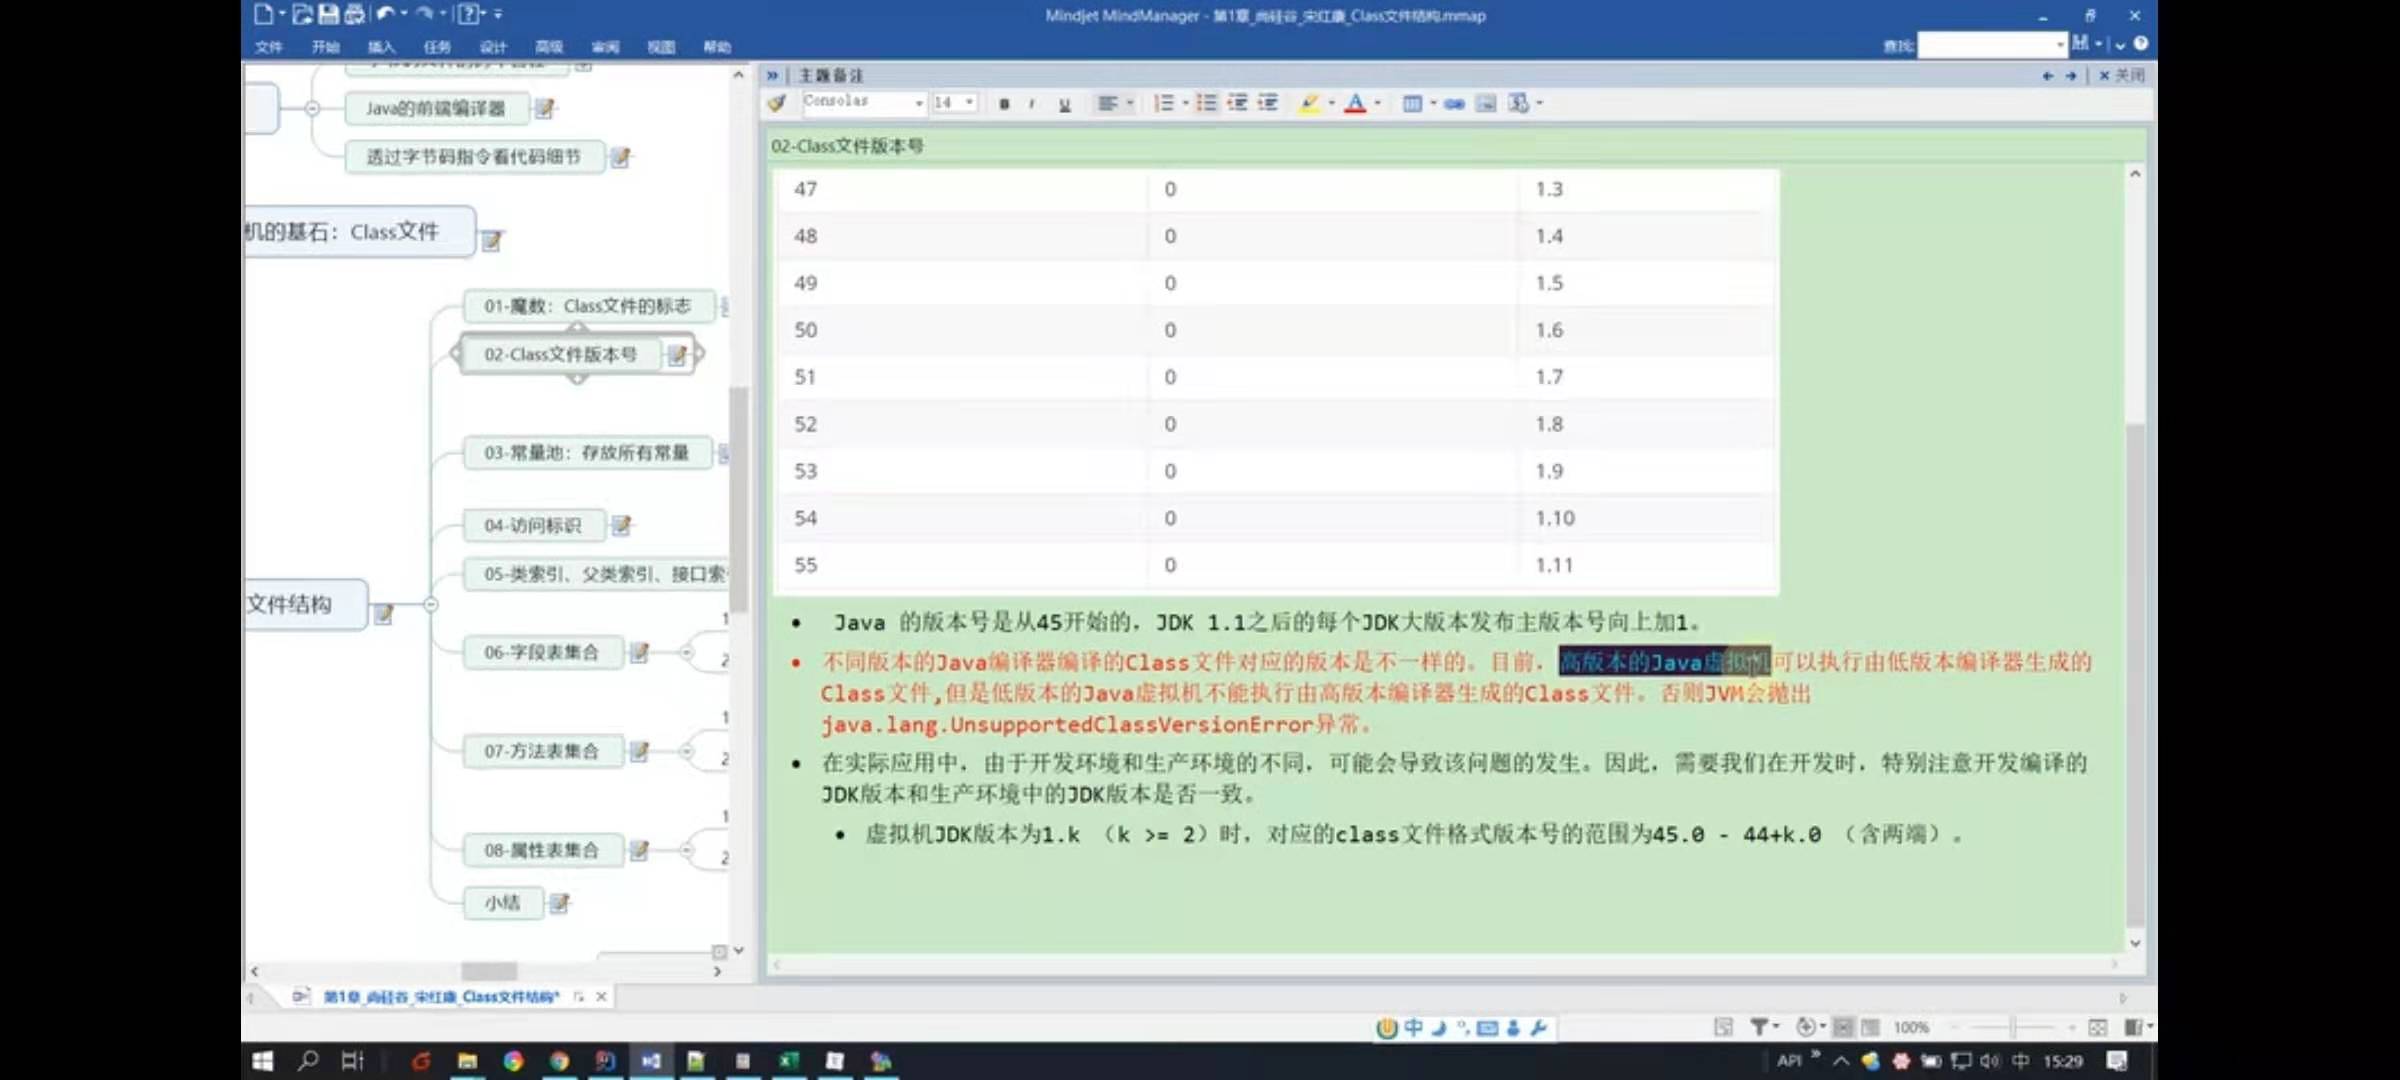 Mindjet MindManager - 第1章_尚硅谷_宋红康_Class文件结构.mmap
文件 开始 插入 任务 设计 高级 审阅 视图 帮助
查找:
主题备注
关闭
Consolas 14
Java的前端编译器
透过字节码指令看代码细节
机的基石：Class文件
01-魔数：Class文件的标志
02-Class文件版本号
03-常量池：存放所有常量
04-访问标识
05-类索引、父类索引、接口索
文件结构
06-字段表集合
1
2
07-方法表集合
1
2
08-属性表集合
1
2
小结
02-Class文件版本号
47 0 1.3
48 0 1.4
49 0 1.5
50 0 1.6
51 0 1.7
52 0 1.8
53 0 1.9
54 0 1.10
55 0 1.11
Java 的版本号是从45开始的，JDK 1.1之后的每个JDK大版本发布主版本号向上加1。
不同版本的Java编译器编译的Class文件对应的版本是不一样的。目前，高版本的Java虚拟机可以执行由低版本编译器生成的
Class文件,但是低版本的Java虚拟机不能执行由高版本编译器生成的Class文件。否则JVM会抛出
java.lang.UnsupportedClassVersionError异常。
在实际应用中，由于开发环境和生产环境的不同，可能会导致该问题的发生。因此，需要我们在开发时，特别注意开发编译的
JDK版本和生产环境中的JDK版本是否一致。
虚拟机JDK版本为1.k （k >= 2）时，对应的class文件格式版本号的范围为45.0 - 44+k.0 （含两端）。
第1章_尚硅谷_宋红康_Class文件结构*
中
100%
API
中
15:29